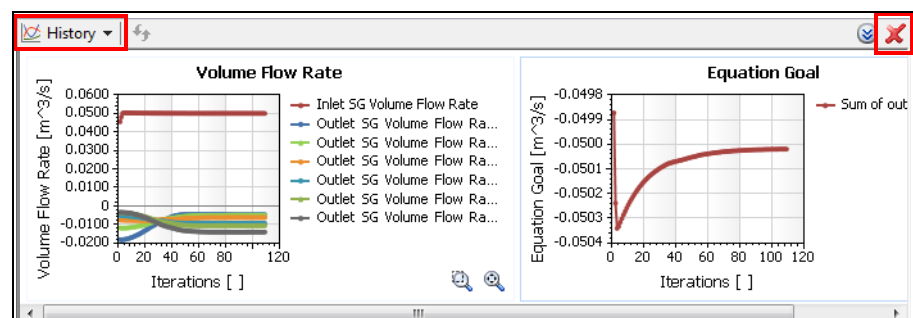 History
Volume Flow Rate
Volume Flow Rate [m^3/s]
0.0600
0.0500
0.0400
0.0300
0.0200
0.0100
0
-0.0100
-0.0200
0 20 40 60 80 120
Iterations [ ]
Inlet SG Volume Flow Rate
Outlet SG Volume Flow Ra...
Outlet SG Volume Flow Ra...
Outlet SG Volume Flow Ra...
Outlet SG Volume Flow Ra...
Outlet SG Volume Flow Ra...
Outlet SG Volume Flow Ra...
Equation Goal
Equation Goal [m^3/s]
-0.0498
-0.0499
-0.0500
-0.0501
-0.0502
-0.0503
-0.0504
0 20 40 60 80 100 120
Iterations [ ]
Sum of out